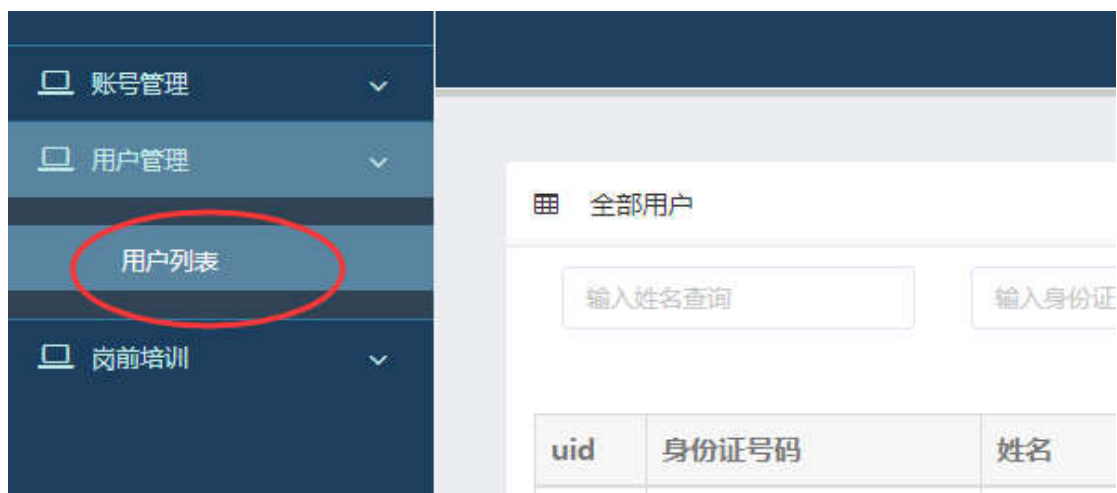 账号管理
用户管理
用户列表
岗前培训
全部用户
输入姓名查询 输入身份证
uid 身份证号码 姓名